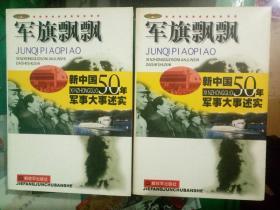 军旗飘飘
JUNQIPIAOPIAO
新中国50年
军事大事述实
解放军出版社
JIEFANGJUNCHUBANSHE
军旗飘飘
JUNQIPIAOPIAO
新中国50年
XINZHONGGUO
军事大事述实
解放军出版社
JIEFANGJUNCHUBANSHE